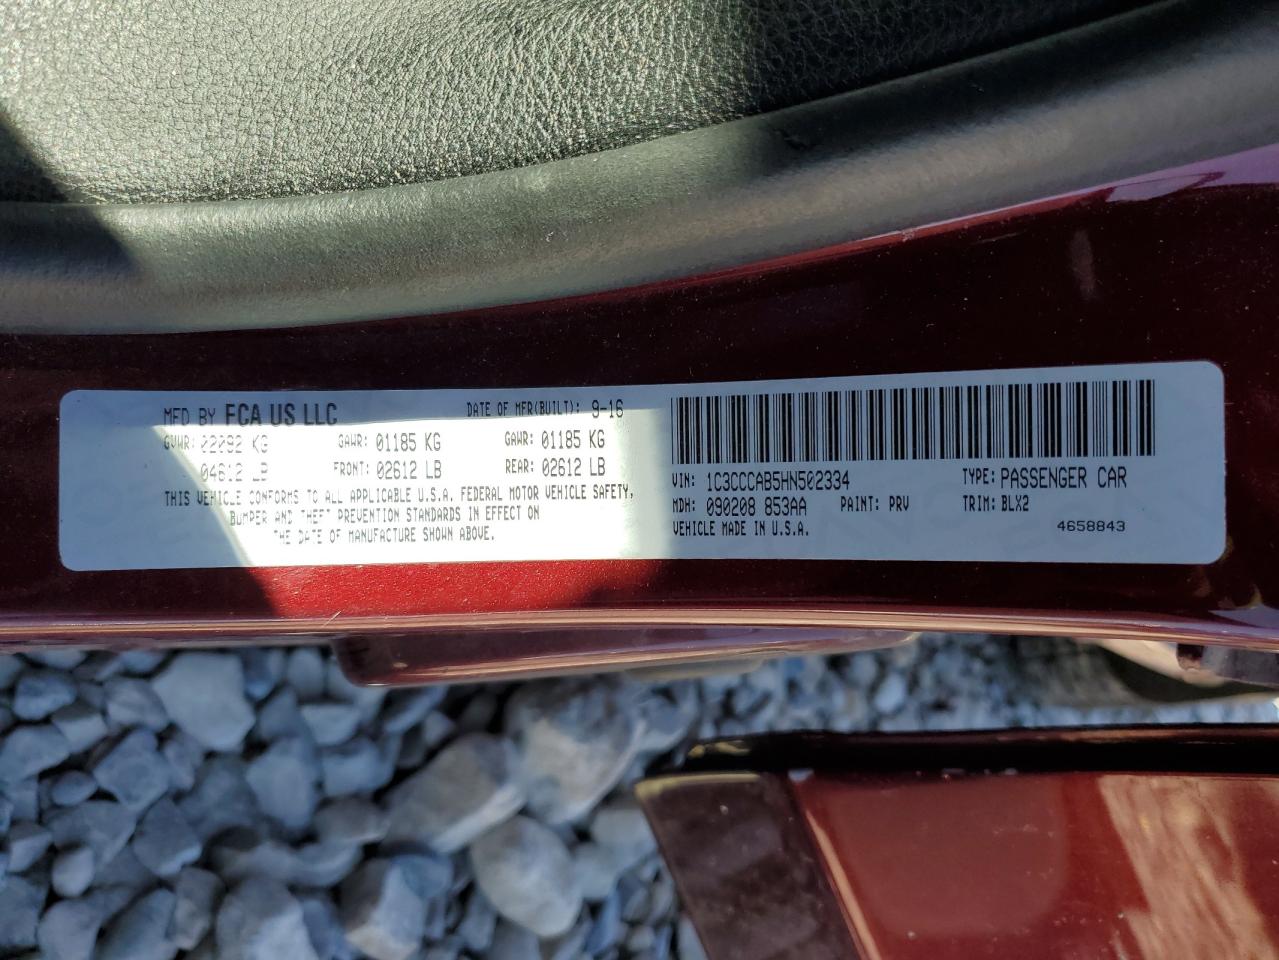 MFD BY FCA US LLC DATE OF MFR(BUILT): 9-16
GVWR: 02092 KG GAWR: 01185 KG GAWR: 01185 KG
04612 LB FRONT: 02612 LB REAR: 02612 LB
THIS VEHICLE CONFORMS TO ALL APPLICABLE U.S.A. FEDERAL MOTOR VEHICLE SAFETY,
BUMPER AND THEFT PREVENTION STANDARDS IN EFFECT ON
THE DATE OF MANUFACTURE SHOWN ABOVE.
VIN: 1C3CCCAB5HN502334 TYPE: PASSENGER CAR
MDH: 090208 853AA PAINT: PRV TRIM: BLX2
VEHICLE MADE IN U.S.A. 4658843